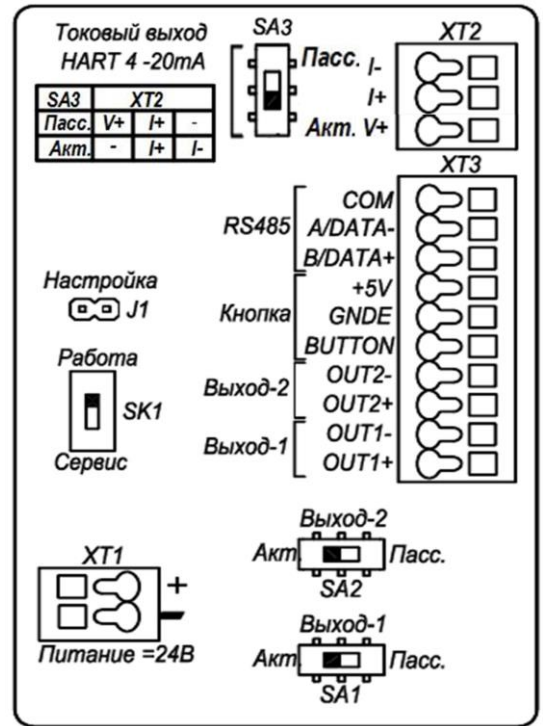 Токовый выход
HART 4 -20mA
SA3 XT2
Пасс. V+ I+ -
Акт. - I+ I-
SA3
Пасс.
Акт.
XT2
I-
I+
V+
XT3
RS485
COM
A/DATA-
B/DATA+
Кнопка
+5V
GNDE
BUTTON
Выход-2
OUT2-
OUT2+
Выход-1
OUT1-
OUT1+
Настройка
J1
Работа
SK1
Сервис
XT1
+
-
Питание =24В
Выход-2
Акт. Пасс.
SA2
Выход-1
Акт. Пасс.
SA1